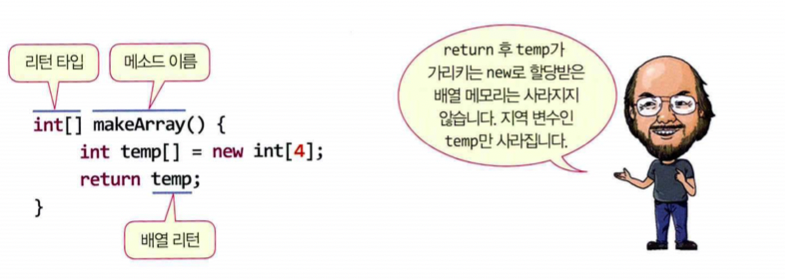 리턴 타입
메소드 이름
int[] makeArray() {
int temp[] = new int[4];
return temp;
}
배열 리턴
return 후 temp가
가리키는 new로 할당받은
배열 메모리는 사라지지
않습니다. 지역 변수인
temp만 사라집니다.